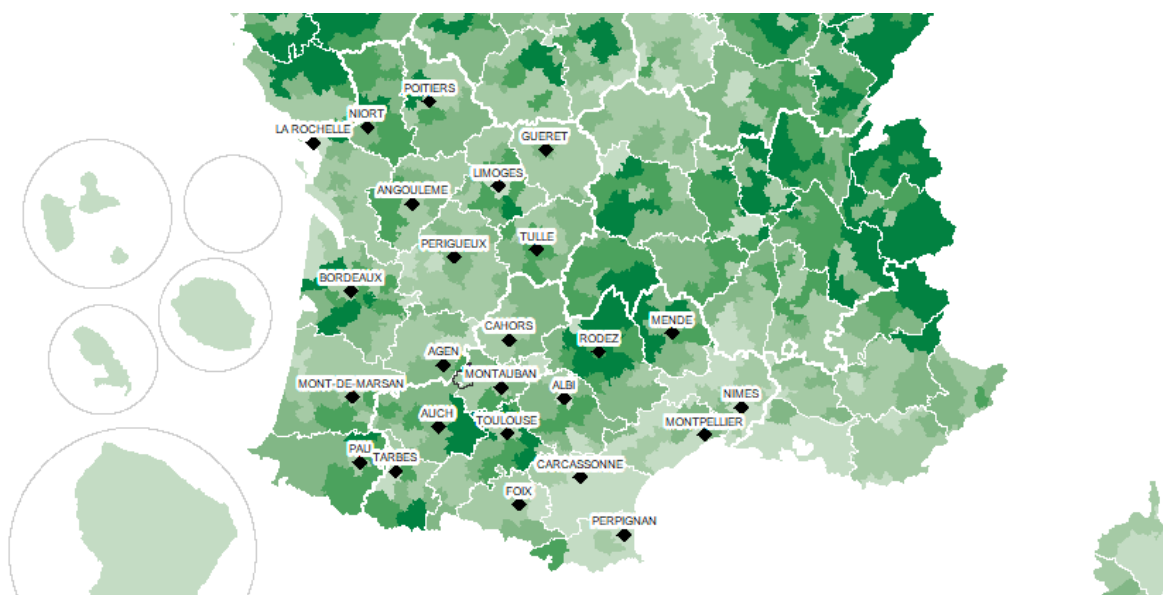 POITIERS
NIORT
LA ROCHELLE
GUERET
LIMOGES
ANGOULEME
TULLE
PERIGUEUX
BORDEAUX
CAHORS
MENDE
RODEZ
AGEN
MONTAUBAN
MONT-DE-MARSAN
ALBI
NIMES
AUCH
TOULOUSE
MONTPELLIER
PAU
TARBES
CARCASSONNE
FOIX
PERPIGNAN